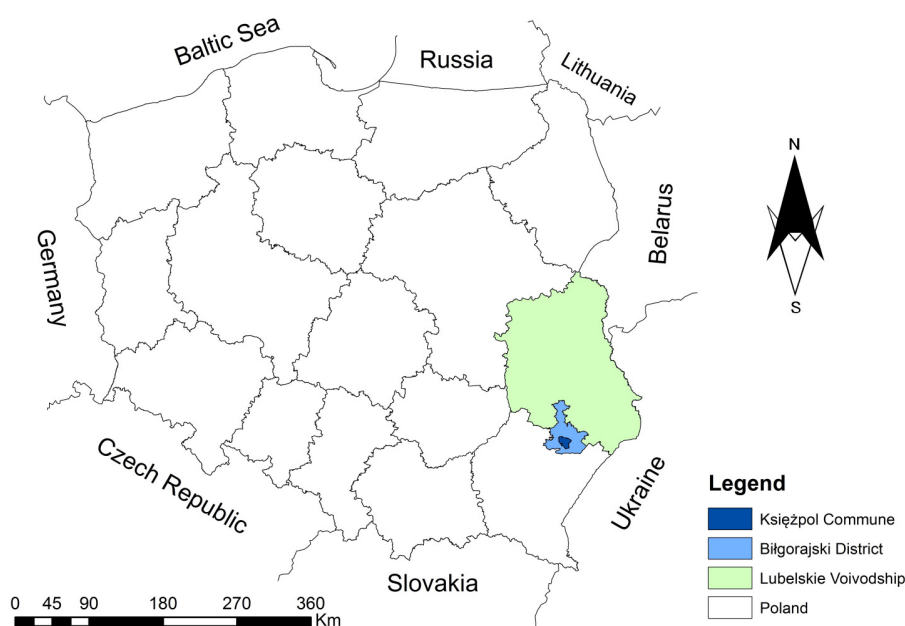 Baltic Sea
Russia
Lithuania
N
Belarus
S
Germany
Czech Republic
Ukraine
Slovakia
Legend
Księżpol Commune
Biłgorajski District
Lubelskie Voivodship
Poland
0 45 90 180 270 360
Km